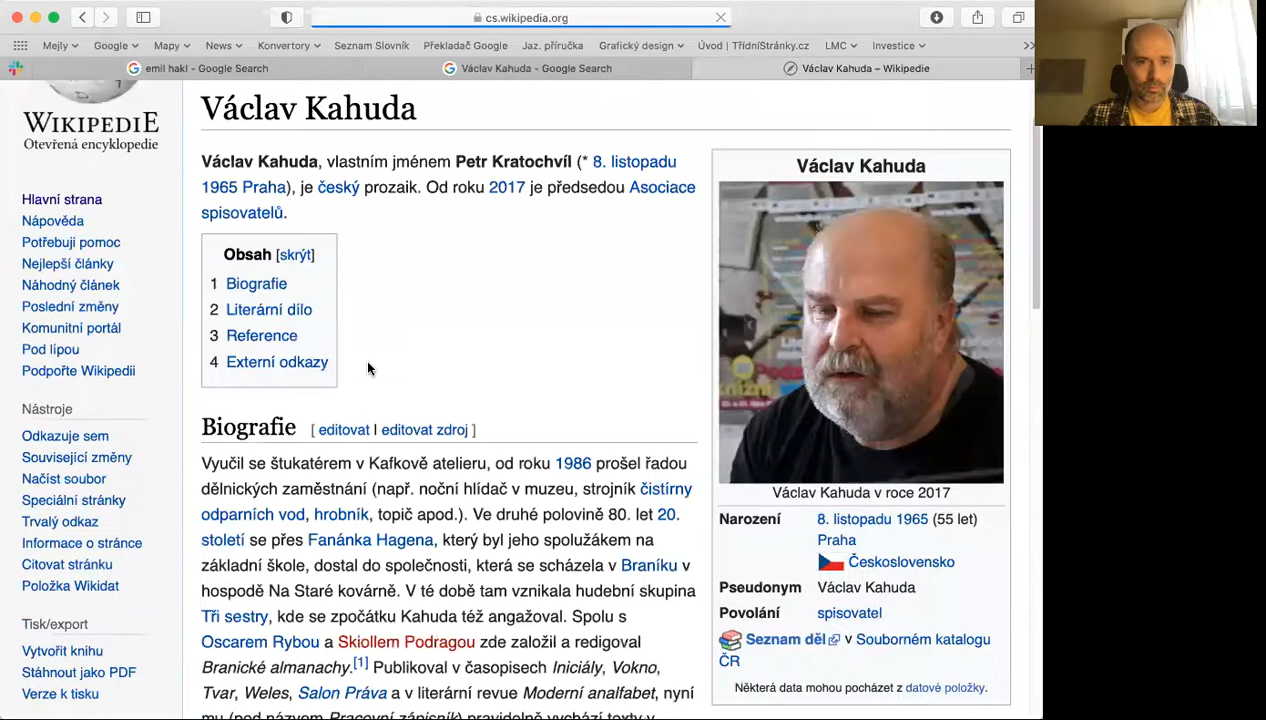 cs.wikipedia.org
Mejly Google Mapy News Konvertory Seznam Slovník Překladač Google Jaz. příručka Grafický design Úvod | TřídníStránky.cz LMC Investice
emil hakl - Google Search Václav Kahuda - Google Search Václav Kahuda – Wikipedie
WIKIPEDIE
Otevřená encyklopedie
Hlavní strana
Nápověda
Potřebuji pomoc
Nejlepší články
Náhodný článek
Poslední změny
Komunitní portál
Pod lípou
Podpořte Wikipedii
Nástroje
Odkazuje sem
Související změny
Načíst soubor
Speciální stránky
Trvalý odkaz
Informace o stránce
Citovat stránku
Položka Wikidat
Tisk/export
Vytvořit knihu
Stáhnout jako PDF
Verze k tisku
Václav Kahuda
Václav Kahuda, vlastním jménem Petr Kratochvíl (* 8. listopadu
1965 Praha), je český prozaik. Od roku 2017 je předsedou Asociace
spisovatelů.
Obsah [skrýt]
1 Biografie
2 Literární dílo
3 Reference
4 Externí odkazy
Biografie [ editovat | editovat zdroj ]
Vyučil se štukatérem v Kafkově atelieru, od roku 1986 prošel řadou
dělnických zaměstnání (např. noční hlídač v muzeu, strojník čistírny
odparních vod, hrobník, topič apod.). Ve druhé polovině 80. let 20.
století se přes Fanánka Hagena, který byl jeho spolužákem na
základní škole, dostal do společnosti, která se scházela v Braníku v
hospodě Na Staré kovárně. V té době tam vznikala hudební skupina
Tři sestry, kde se zpočátku Kahuda též angažoval. Spolu s
Oscarem Rybou a Skiollem Podragou zde založil a redigoval
Branické almanachy.[1] Publikoval v časopisech Iniciály, Vokno,
Tvar, Weles, Salon Práva a v literární revue Moderní analfabet, nyní
mu (pod názvem Pracovní zápisník) pravidelně vychází texty v
Václav Kahuda
Václav Kahuda v roce 2017
Narození 8. listopadu 1965 (55 let)
Praha
Československo
Pseudonym Václav Kahuda
Povolání spisovatel
Seznam děl v Souborném katalogu
ČR
Některá data mohou pocházet z datové položky.